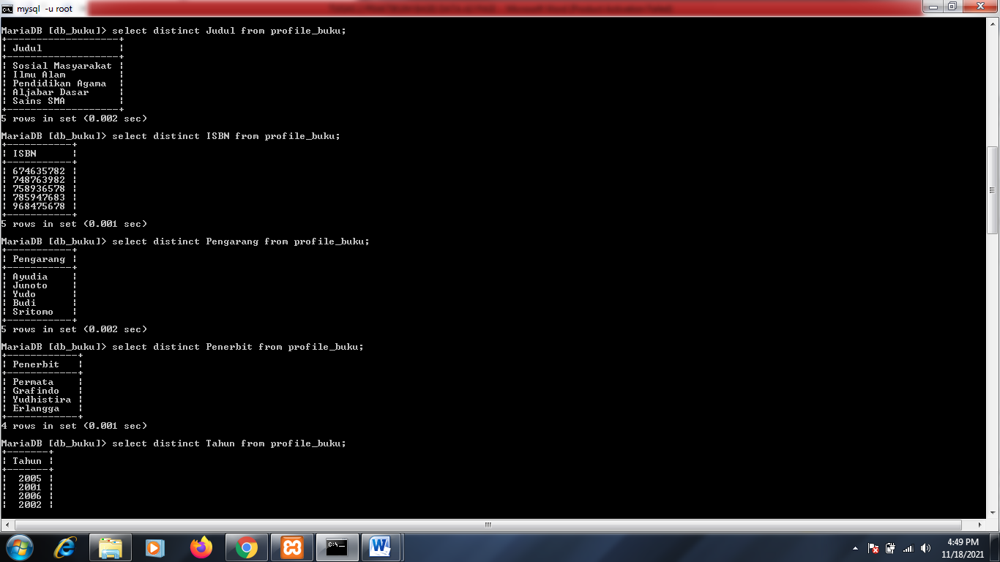 mysql -u root
MariaDB [db_buku]> select distinct Judul from profile_buku;
+--------------------+
| Judul              |
+--------------------+
| Sosial Masyarakat  |
| Ilmu Alam          |
| Pendidikan Agama   |
| Aljabar Dasar      |
| Sains SMA          |
+--------------------+
5 rows in set (0.002 sec)
MariaDB [db_buku]> select distinct ISBN from profile_buku;
+-----------+
| ISBN      |
+-----------+
| 674635782 |
| 748763982 |
| 758936578 |
| 785947683 |
| 968475678 |
+-----------+
5 rows in set (0.001 sec)
MariaDB [db_buku]> select distinct Pengarang from profile_buku;
+-----------+
| Pengarang |
+-----------+
| Ayudia    |
| Junoto    |
| Yudo      |
| Budi      |
| Sritomo   |
+-----------+
5 rows in set (0.002 sec)
MariaDB [db_buku]> select distinct Penerbit from profile_buku;
+------------+
| Penerbit   |
+------------+
| Permata    |
| Grafindo   |
| Yudhistira |
| Erlangga   |
+------------+
4 rows in set (0.001 sec)
MariaDB [db_buku]> select distinct Tahun from profile_buku;
+-------+
| Tahun |
+-------+
|  2005 |
|  2001 |
|  2006 |
|  2002 |
4:49 PM
11/18/2021